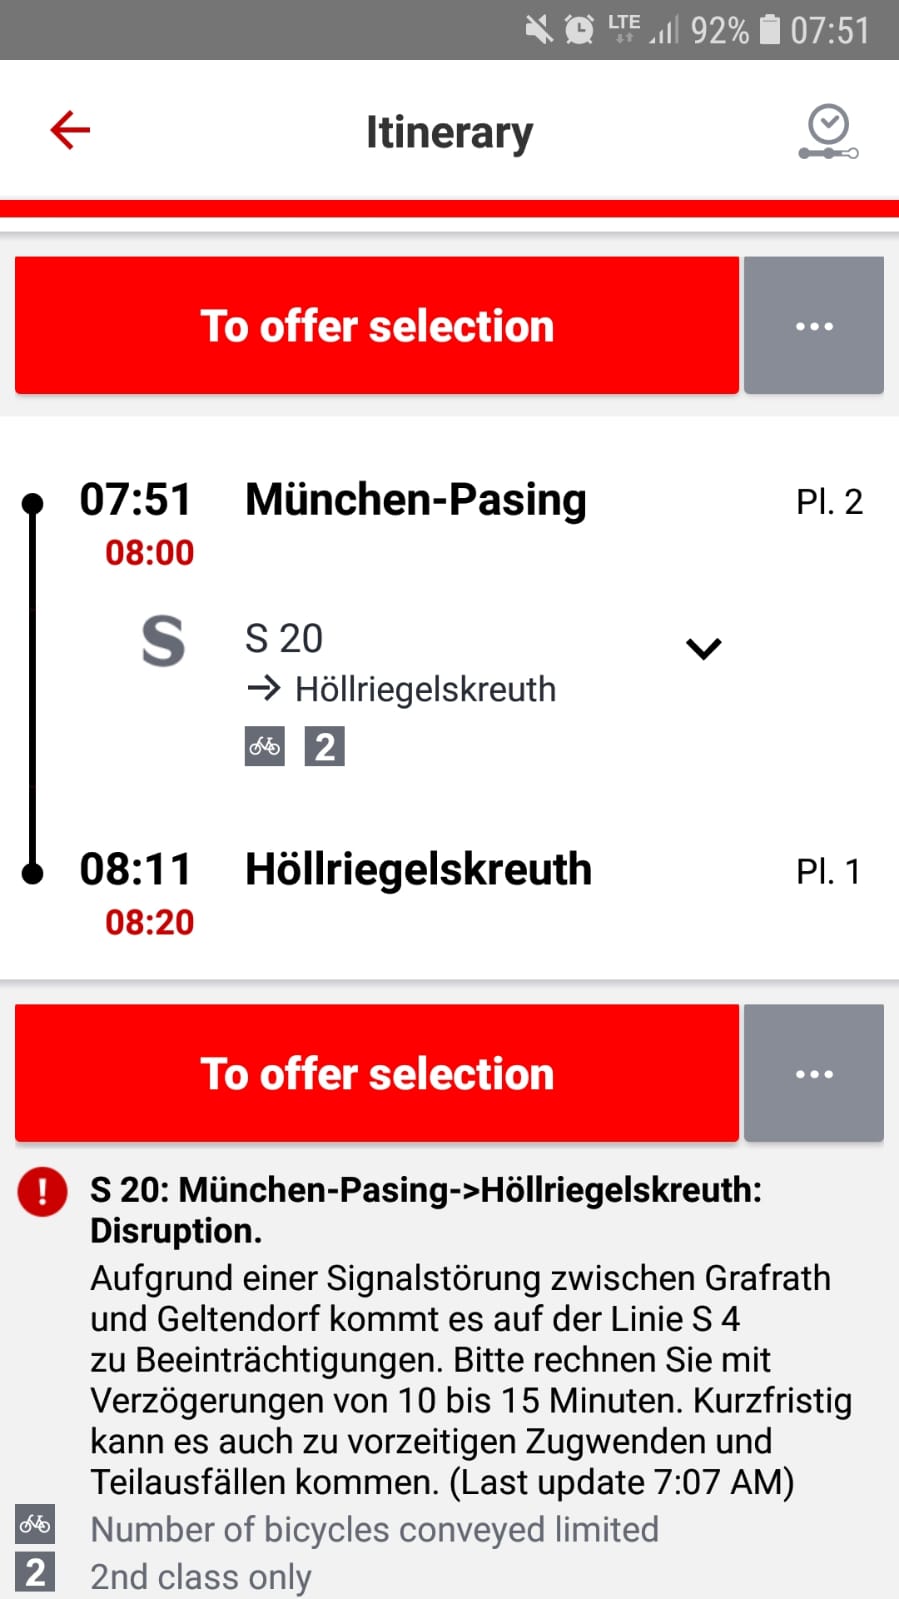 LTE 92% 07:51
Itinerary
To offer selection
...
07:51 München-Pasing Pl. 2
08:00
S S 20
→ Höllriegelskreuth
2
08:11 Höllriegelskreuth Pl. 1
08:20
To offer selection
...
! S 20: München-Pasing->Höllriegelskreuth:
Disruption.
Aufgrund einer Signalstörung zwischen Grafrath
und Geltendorf kommt es auf der Linie S 4
zu Beeinträchtigungen. Bitte rechnen Sie mit
Verzögerungen von 10 bis 15 Minuten. Kurzfristig
kann es auch zu vorzeitigen Zugwenden und
Teilausfällen kommen. (Last update 7:07 AM)
Number of bicycles conveyed limited
2 2nd class only